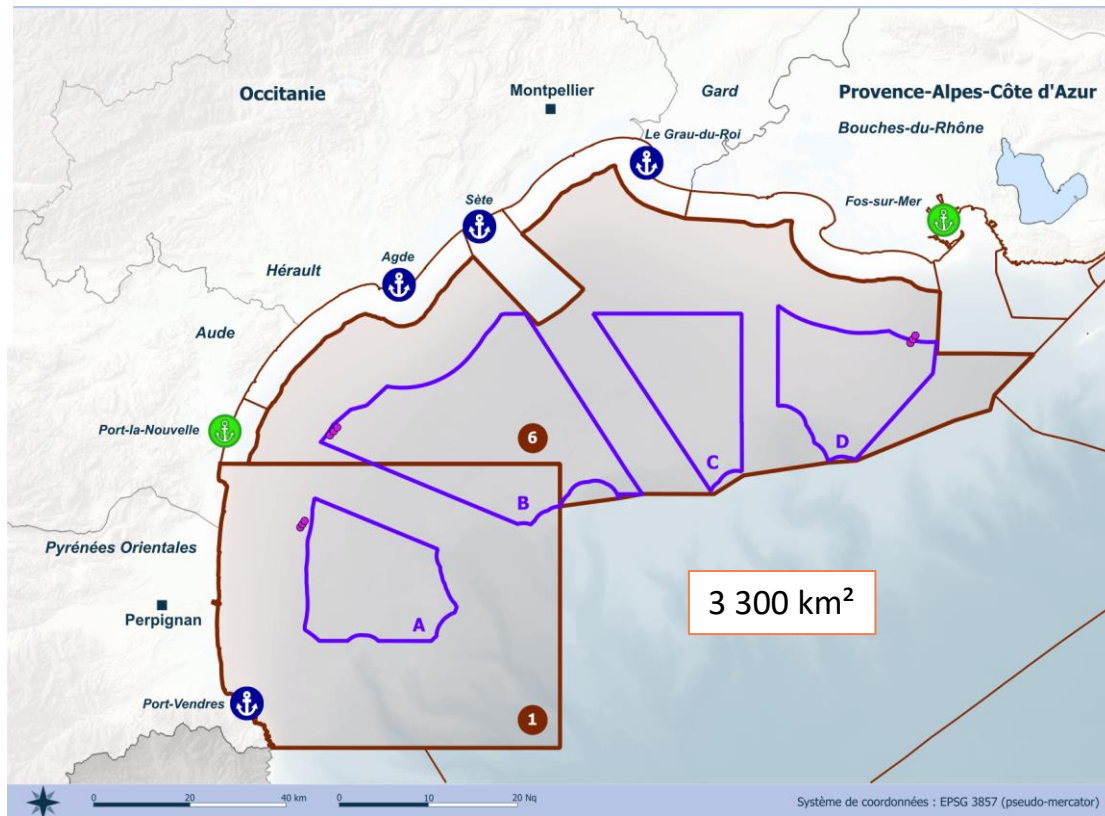 Occitanie
Montpellier
Gard
Provence-Alpes-Côte d'Azur
Bouches-du-Rhône
Le Grau-du-Roi
Fos-sur-Mer
Sète
Agde
Hérault
Aude
Port-la-Nouvelle
6
C
D
B
Pyrénées Orientales
3 300 km²
Perpignan
A
Port-Vendres
1
0 20 40 km
0 10 20 Nq
Système de coordonnées : EPSG 3857 (pseudo-mercator)